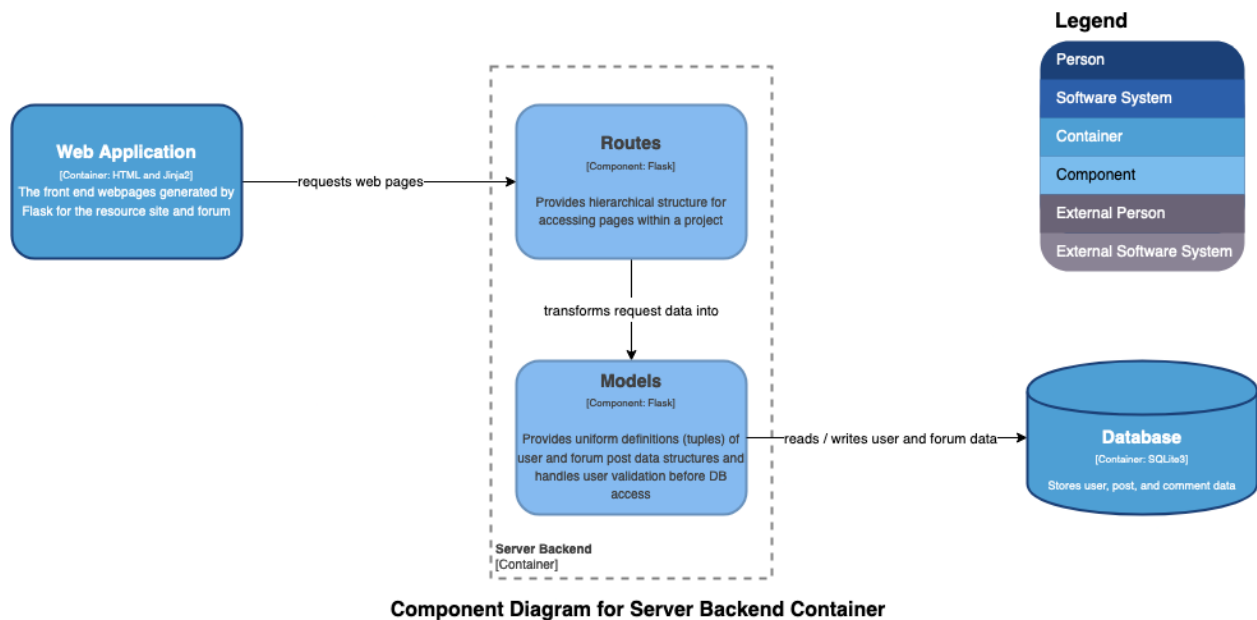 Legend
Person
Software System
Container
Component
External Person
External Software System
Web Application
[Container: HTML and Jinja2]
The front end webpages generated by
Flask for the resource site and forum
requests web pages
Routes
[Component: Flask]
Provides hierarchical structure for
accessing pages within a project
transforms request data into
Models
[Component: Flask]
Provides uniform definitions (tuples) of
user and forum post data structures and
handles user validation before DB
access
reads / writes user and forum data
Database
[Container: SQLite3]
Stores user, post, and comment data
Server Backend
[Container]
Component Diagram for Server Backend Container